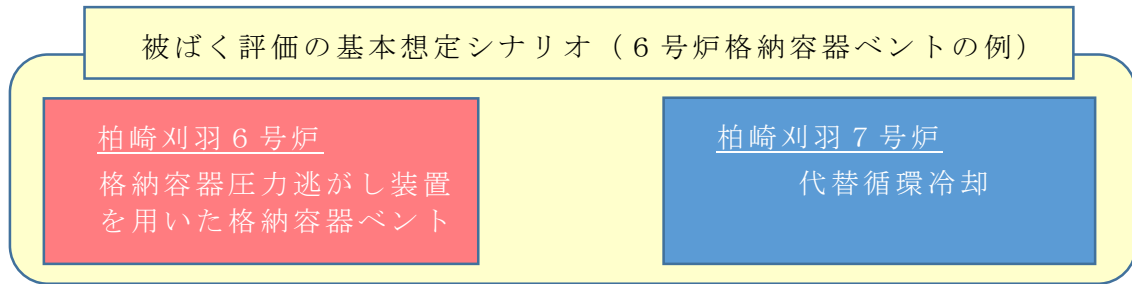 被ばく評価の基本想定シナリオ（６号炉格納容器ベントの例）
柏崎刈羽６号炉
格納容器圧力逃がし装置
を用いた格納容器ベント
柏崎刈羽７号炉
代替循環冷却